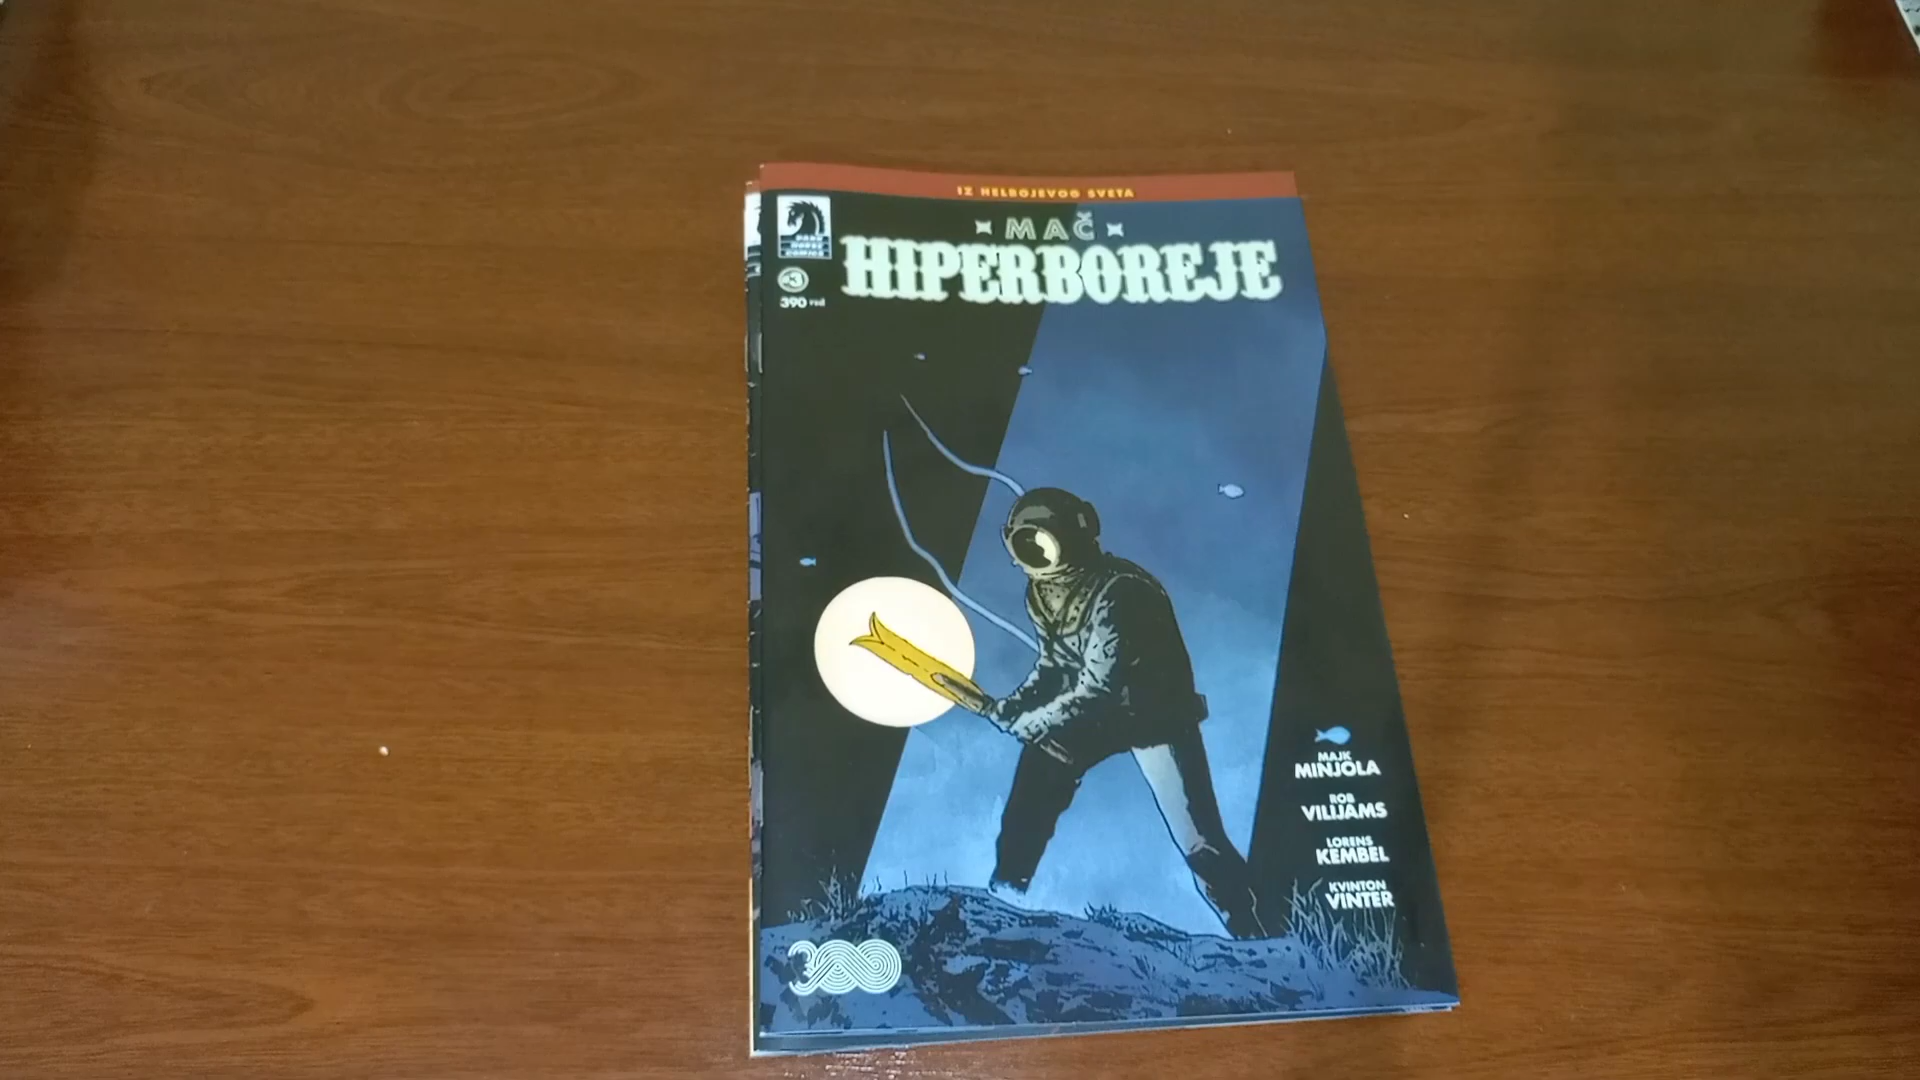 IZ HELBOJEVOG SVETA
MAČ
HIPERBOREJE
DARK
HORSE
COMICS
#3
390 rsd
MAJK
MINJOLA
ROB
VILIJAMS
LORENS
KEMBEL
KVINTON
VINTER
300